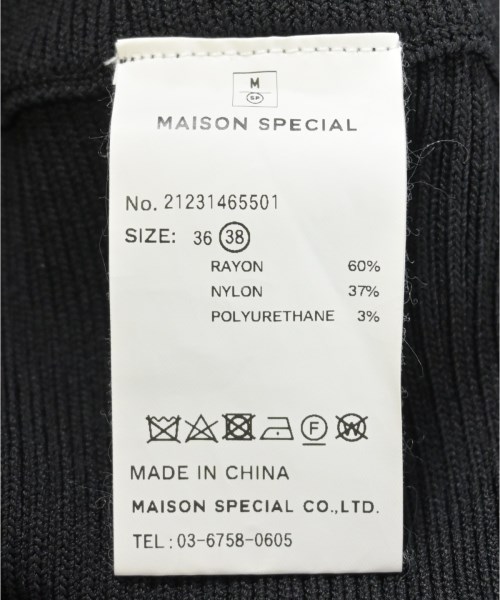 M
SP
MAISON SPECIAL
No. 21231465501
SIZE: 36 38
RAYON 60%
NYLON 37%
POLYURETHANE 3%
F W
MADE IN CHINA
MAISON SPECIAL CO.,LTD.
TEL : 03-6758-0605